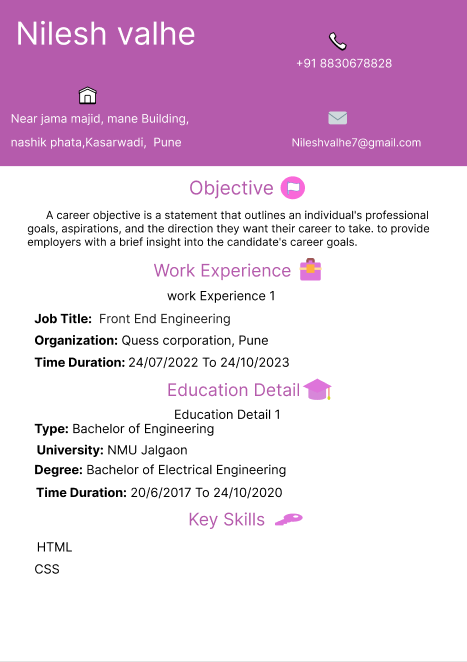 Nilesh valhe
+91 8830678828
Near jama majid, mane Building,
nashik phata,Kasarwadi, Pune
Nileshvalhe7@gmail.com
Objective
A career objective is a statement that outlines an individual's professional
goals, aspirations, and the direction they want their career to take. to provide
employers with a brief insight into the candidate's career goals.
Work Experience
work Experience 1
Job Title: Front End Engineering
Organization: Quess corporation, Pune
Time Duration: 24/07/2022 To 24/10/2023
Education Detail
Education Detail 1
Type: Bachelor of Engineering
University: NMU Jalgaon
Degree: Bachelor of Electrical Engineering
Time Duration: 20/6/2017 To 24/10/2020
Key Skills
HTML
CSS